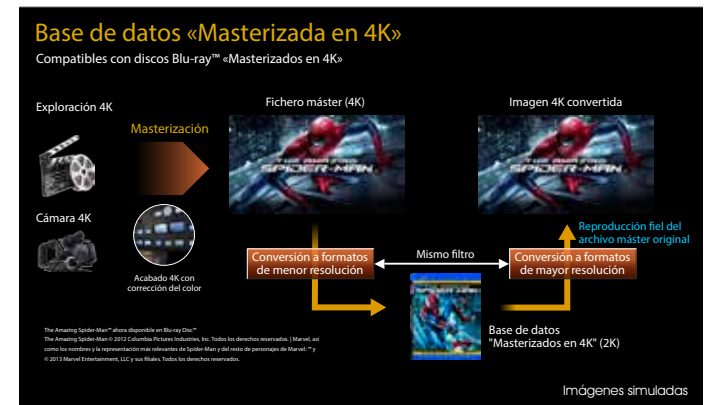 Base de datos «Masterizada en 4K»
Compatibles con discos Blu-ray™ «Masterizados en 4K»
Exploración 4K
Fichero máster (4K)
Imagen 4K convertida
Masterización
THE AMAZING
SPIDER-MAN
THE AMAZING
SPIDER-MAN
Cámara 4K
Reproducción fiel del
archivo máster original
Conversión a formatos
de menor resolución
Mismo filtro
Conversión a formatos
de mayor resolución
Acabado 4K con
corrección del color
Base de datos
"Masterizados en 4K" (2K)
The Amazing Spider-Man™ ahora disponible en Blu-ray Disc™
The Amazing Spider-Man © 2012 Columbia Pictures Industries, Inc. Todos los derechos reservados. | Marvel, así
como los nombres y la representación más relevantes de Spider-Man y del resto de personajes de Marvel: ™ y
© 2013 Marvel Entertainment, LLC y sus filiales. Todos los derechos reservados.
Imágenes simuladas